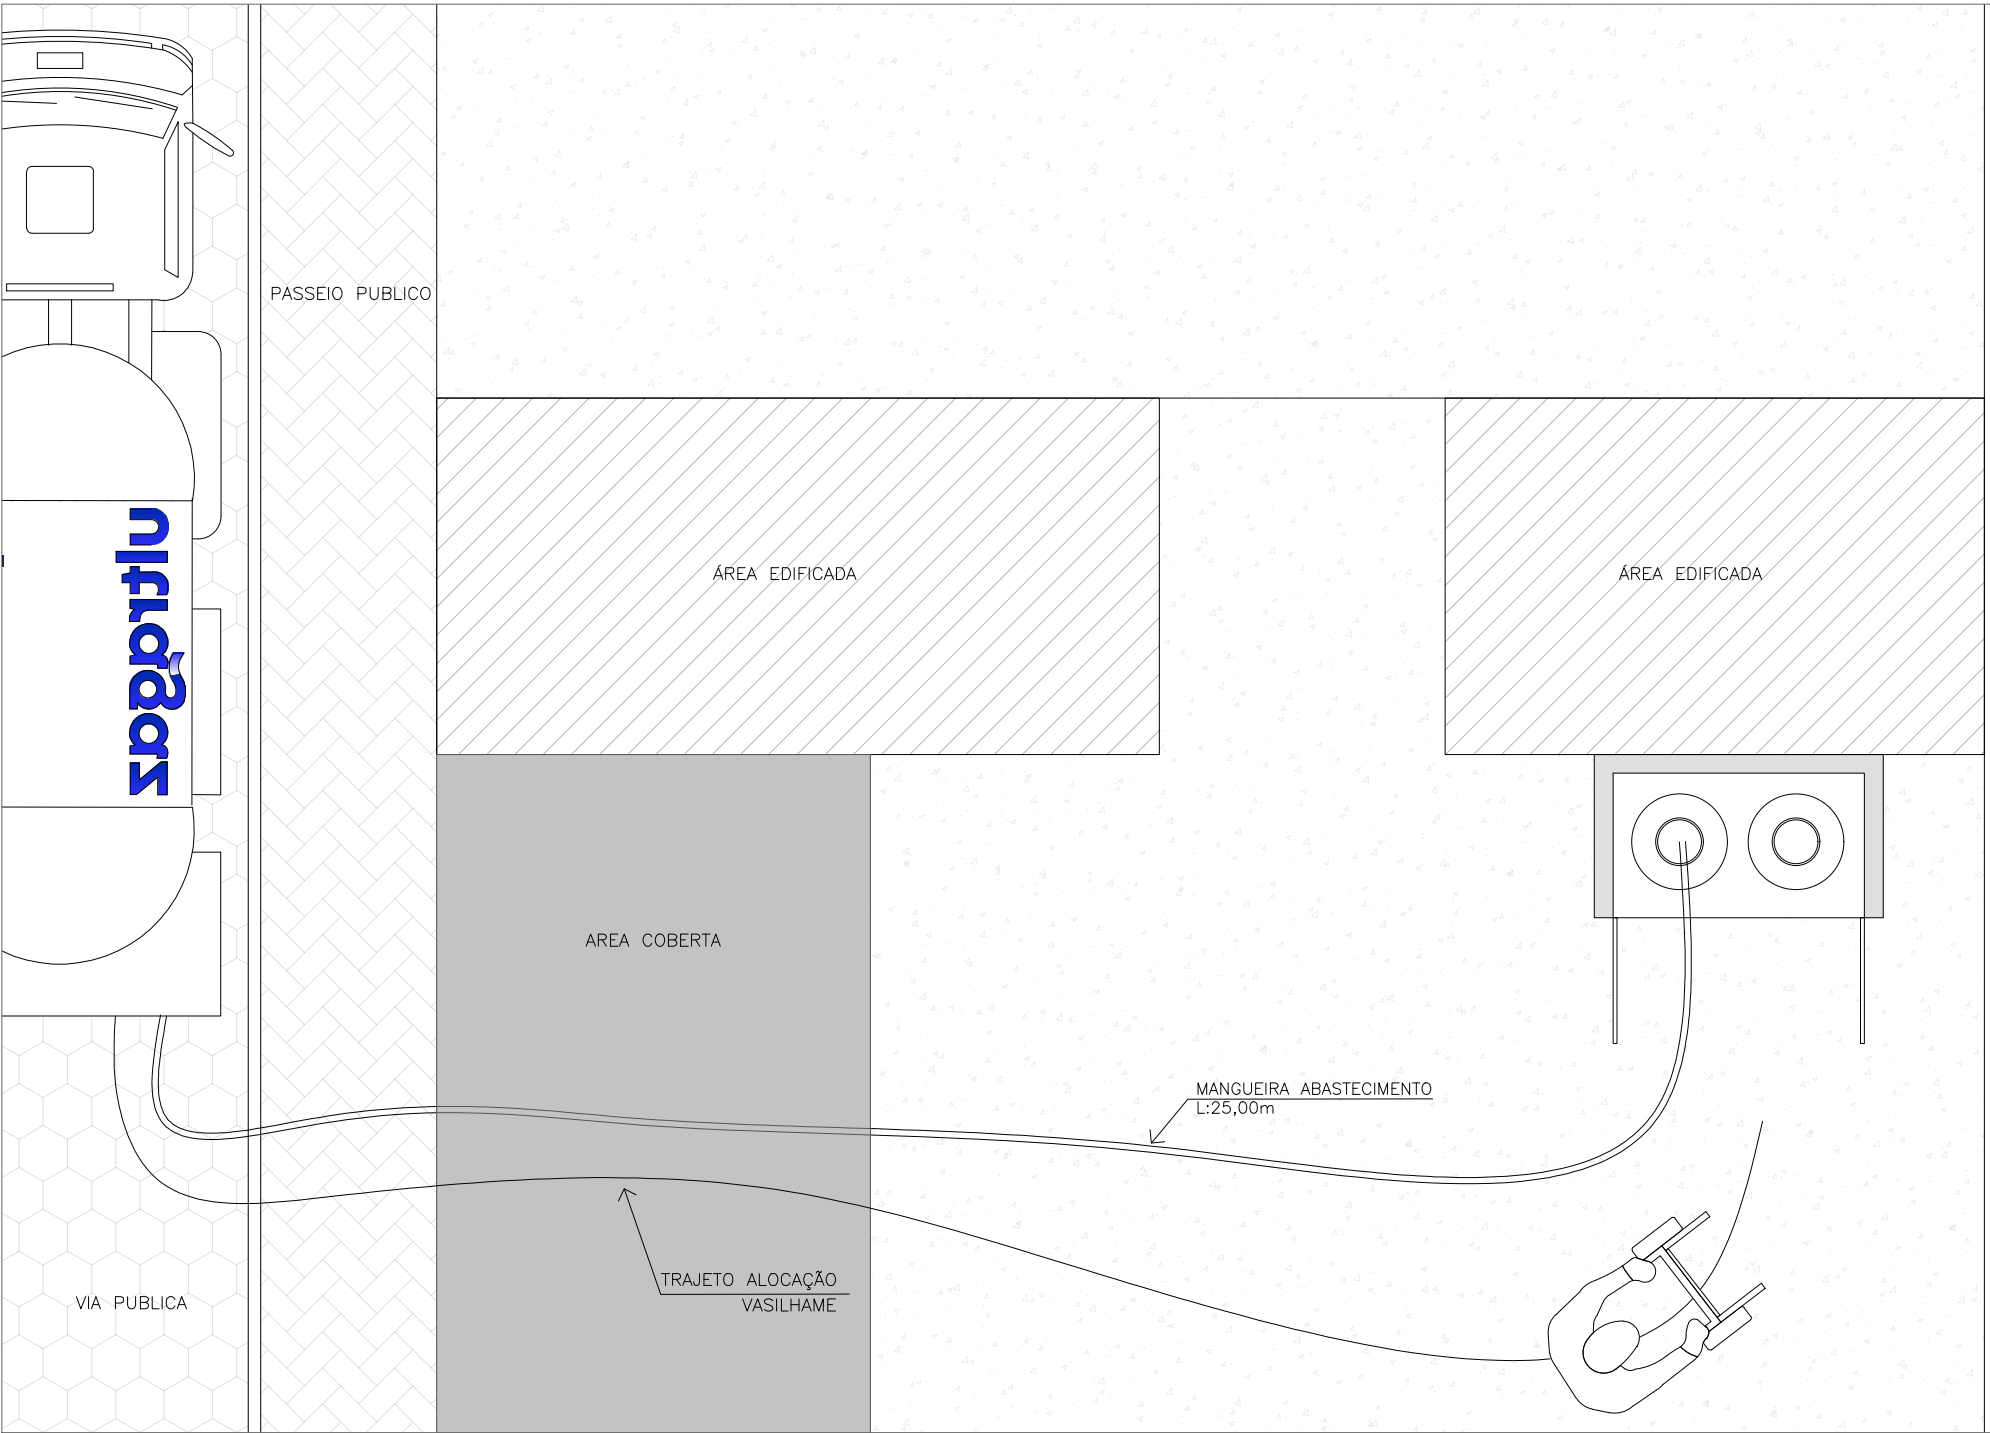 PASSEIO PUBLICO
ultragaz
ÁREA EDIFICADA
ÁREA EDIFICADA
AREA COBERTA
MANGUEIRA ABASTECIMENTO
L:25,00m
TRAJETO ALOCAÇÃO
VASILHAME
VIA PUBLICA